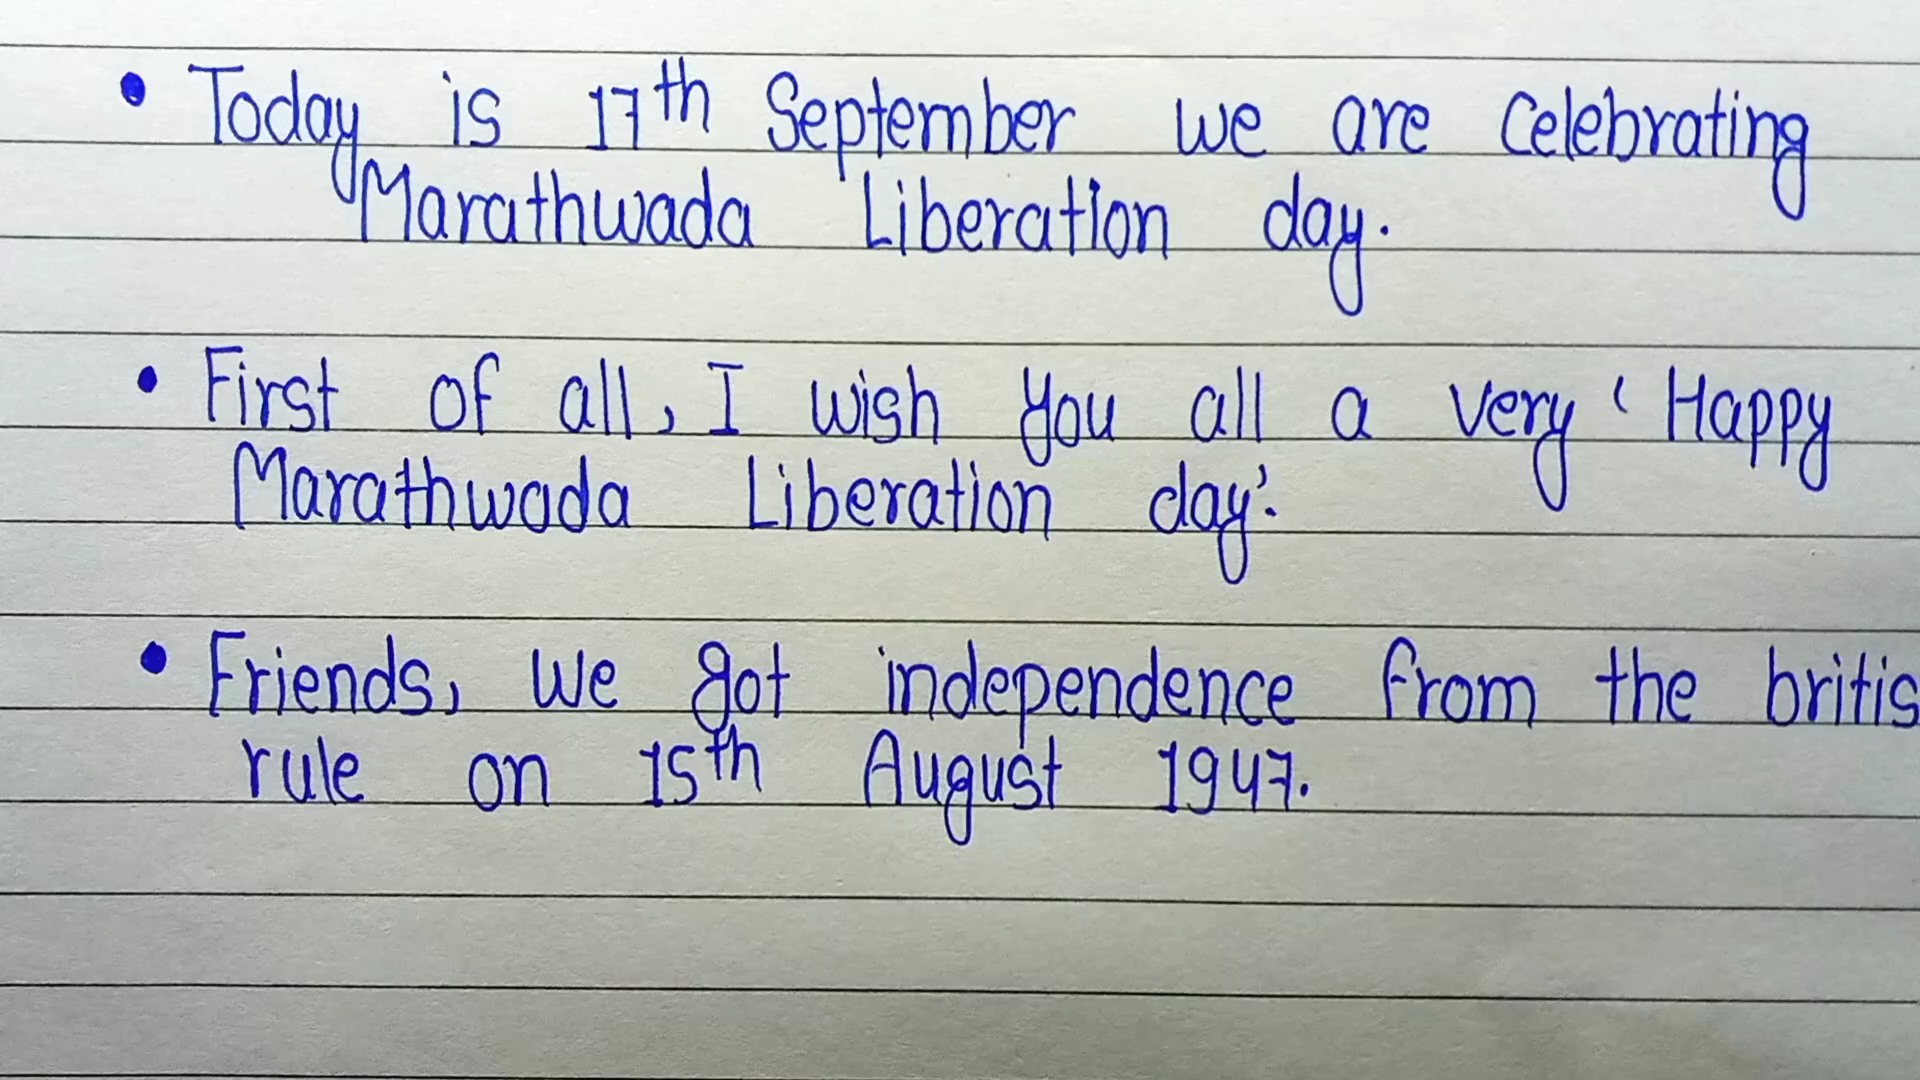 • Today is 17th September we are Celebrating
Marathwada Liberation day.
• First of all, I wish you all a very ‘Happy
Marathwada Liberation day’.
• Friends, we got independence from the britis
rule on 15th August 1947.